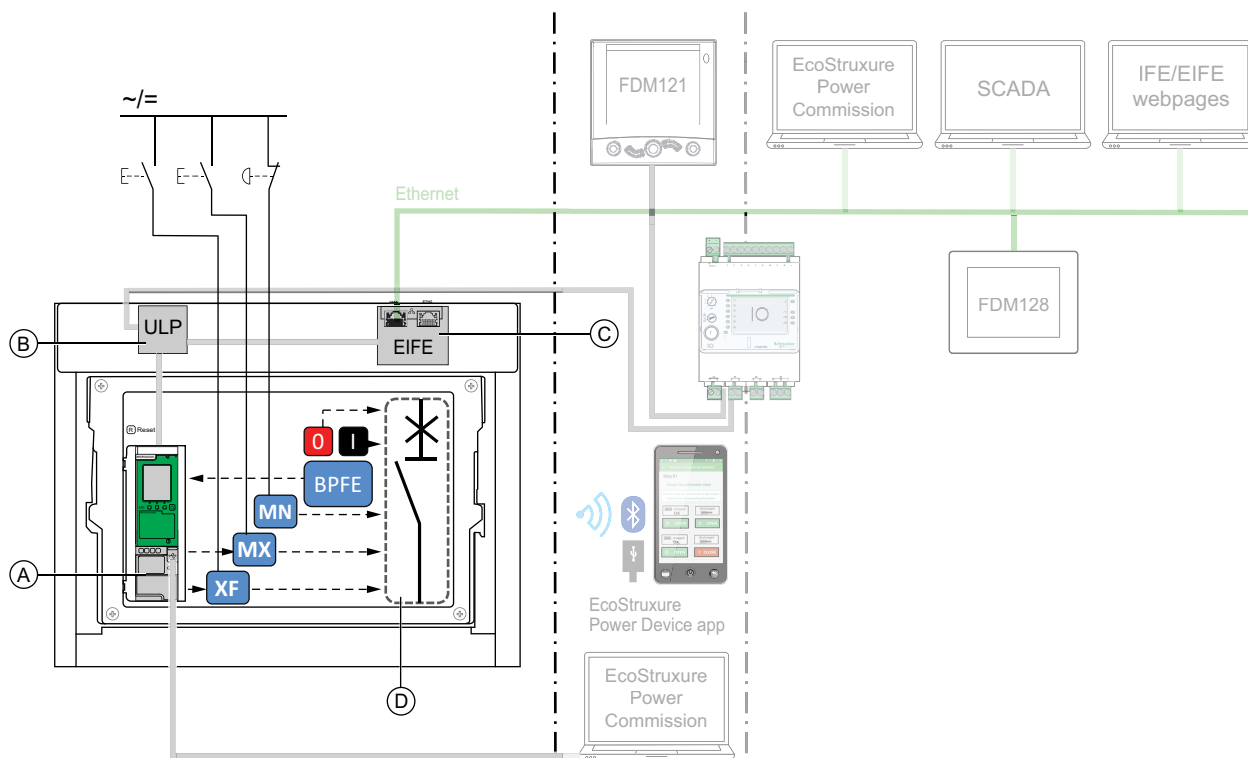 ~/=
FDM121
EcoStruxure
Power
Commission
SCADA
IFE/EIFE
webpages
Ethernet
FDM128
ULP
EIFE
IO
B
C
R Reset
O
I
BPFE
MN
MX
XF
A
D
EcoStruxure
Power Device app
EcoStruxure
Power
Commission